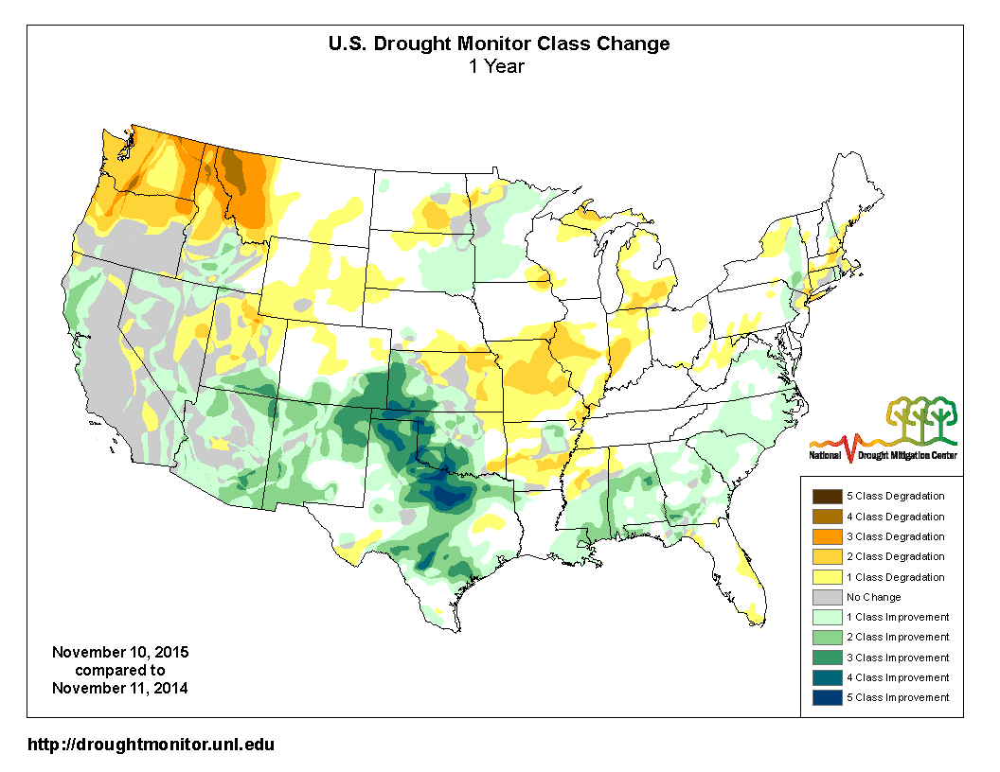 U.S. Drought Monitor Class Change
1 Year
National Drought Mitigation Center
5 Class Degradation
4 Class Degradation
3 Class Degradation
2 Class Degradation
1 Class Degradation
No Change
1 Class Improvement
2 Class Improvement
3 Class Improvement
4 Class Improvement
5 Class Improvement
November 10, 2015
compared to
November 11, 2014
http://droughtmonitor.unl.edu